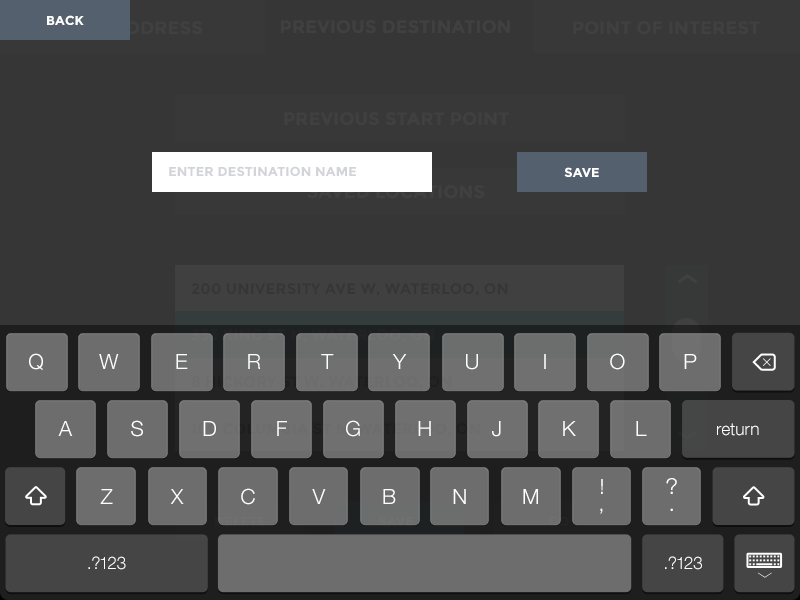 BACK
DDRESS
PREVIOUS DESTINATION
POINT OF INTEREST
PREVIOUS START POINT
ENTER DESTINATION NAME
SAVE
SAVED LOCATIONS
200 UNIVERSITY AVE W. WATERLOO, ON
Q W E R T Y U I O P
A S D F G H J K L return
Z X C V B N M ! , ? .
.?123 .?123